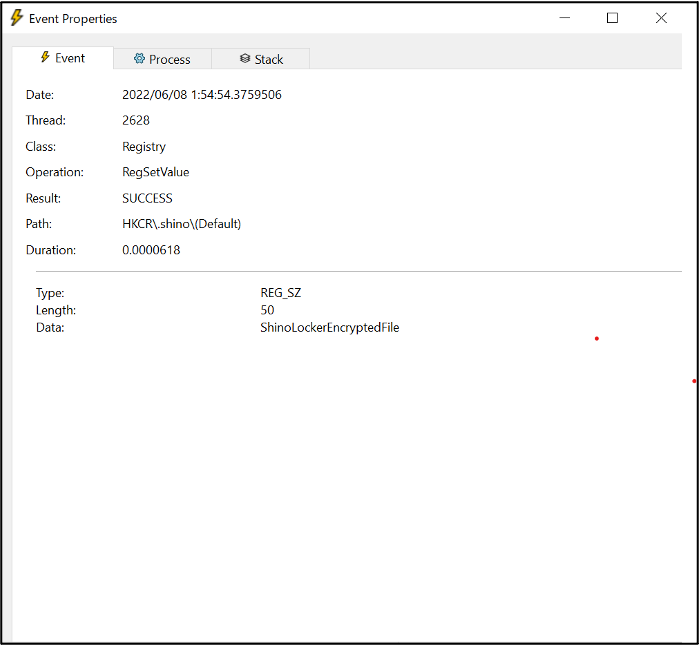 Event Properties
Event Process Stack
Date: 2022/06/08 1:54:54.3759506
Thread: 2628
Class: Registry
Operation: RegSetValue
Result: SUCCESS
Path: HKCR\.shino\(Default)
Duration: 0.0000618
Type: REG_SZ
Length: 50
Data: ShinoLockerEncryptedFile